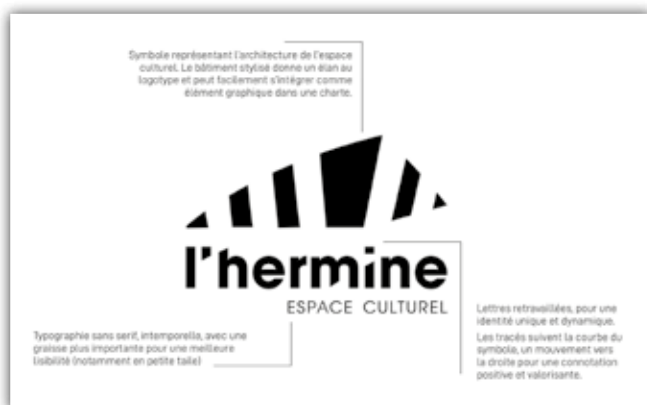 Symbole représentant l'architecture de l'espace
culturel. Le bâtiment stylisé donne un élan au
logotype et peut facilement s'intégrer comme
élément graphique dans une charte.
l'hermine
ESPACE CULTUREL
Typographie sans serif, intemporelle, avec une
graisse plus importante pour une meilleure
lisibilité (notamment en petite taille)
Lettres retravaillées, pour une
identité unique et dynamique.
Les tracés suivent la courbe du
symbole, un mouvement vers
la droite pour une connotation
positive et valorisante.